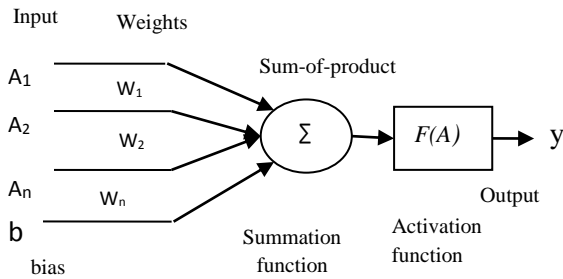 Input
Weights
A1
W1
Sum-of-product
A2
W2
Σ
F(A)
y
An
Wn
Output
b
bias
Summation
function
Activation
function